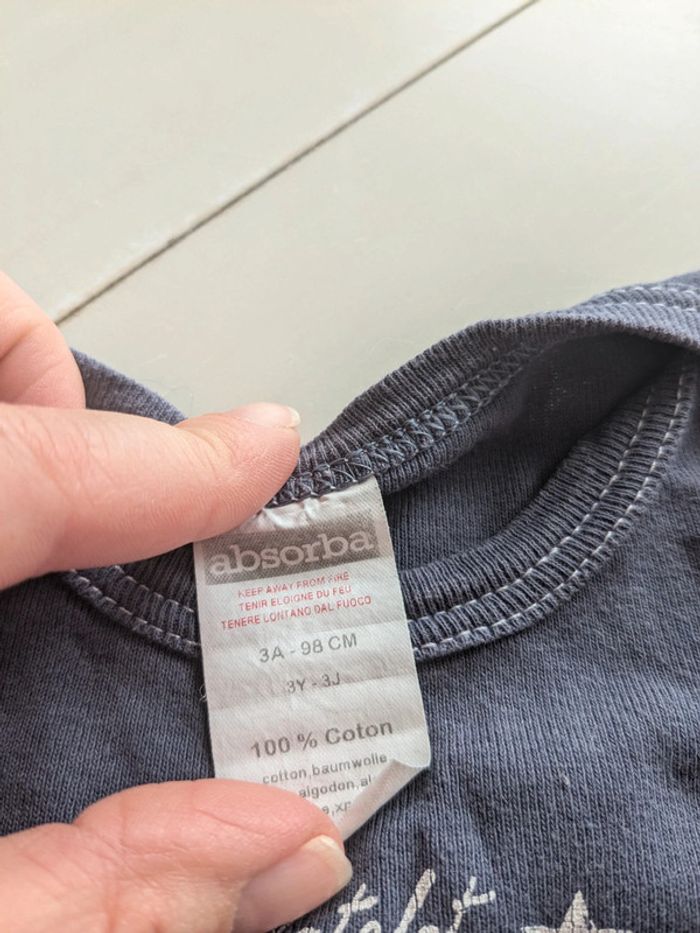 absorba
KEEP AWAY FROM FIRE
TENIR ELOIGNE DU FEU
TENERE LONTANO DAL FUOCO
3A - 98 CM
3Y - 3J
100 % Coton
cotton, baumwolle
algodon, al